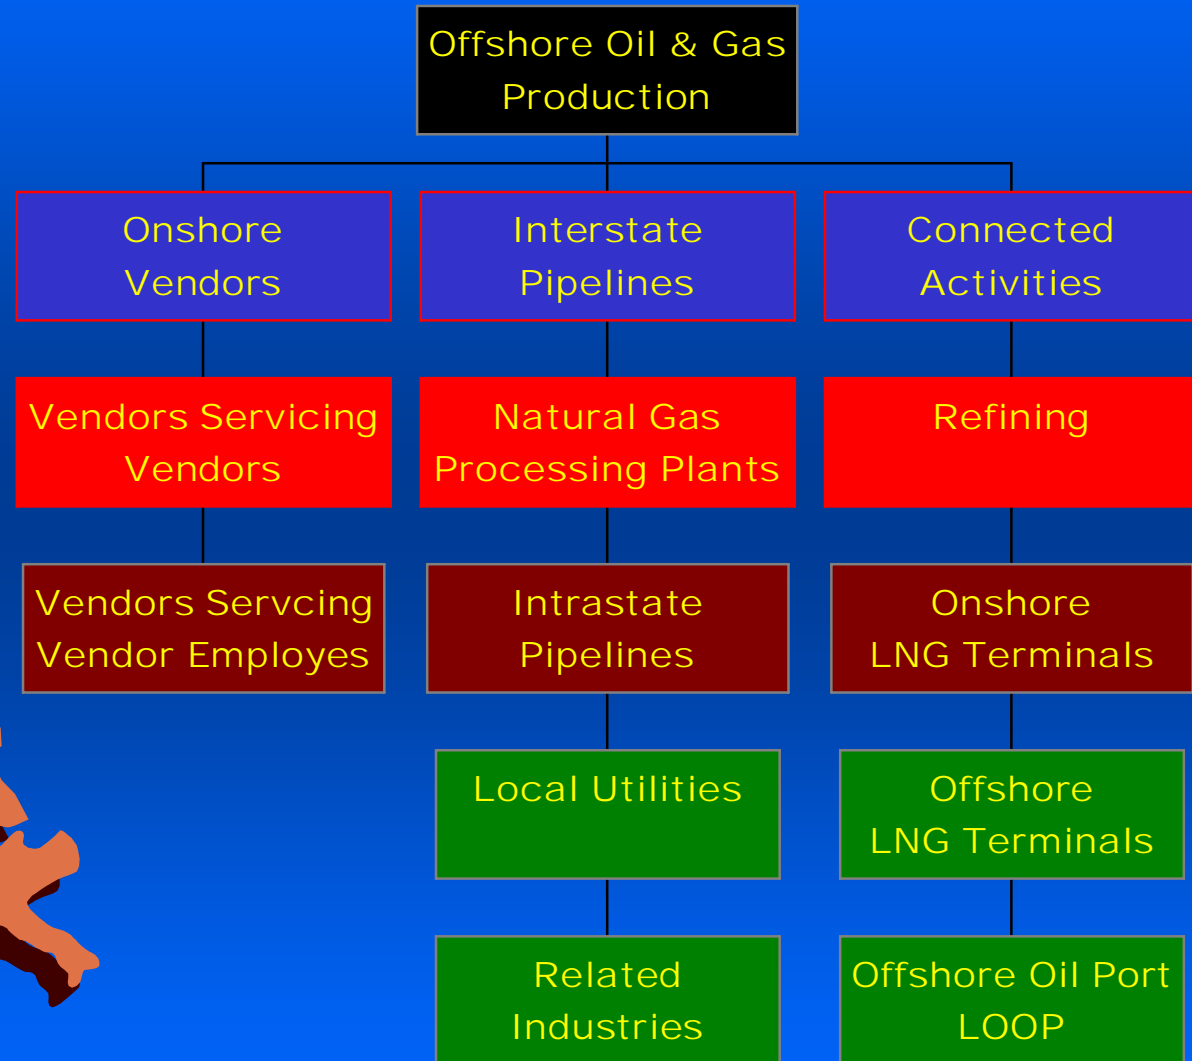 Offshore Oil & Gas
Production
Onshore
Vendors
Interstate
Pipelines
Connected
Activities
Vendors Servicing
Vendors
Natural Gas
Processing Plants
Refining
Vendors Servcing
Vendor Employes
Intrastate
Pipelines
Onshore
LNG Terminals
Local Utilities
Offshore
LNG Terminals
Related
Industries
Offshore Oil Port
LOOP